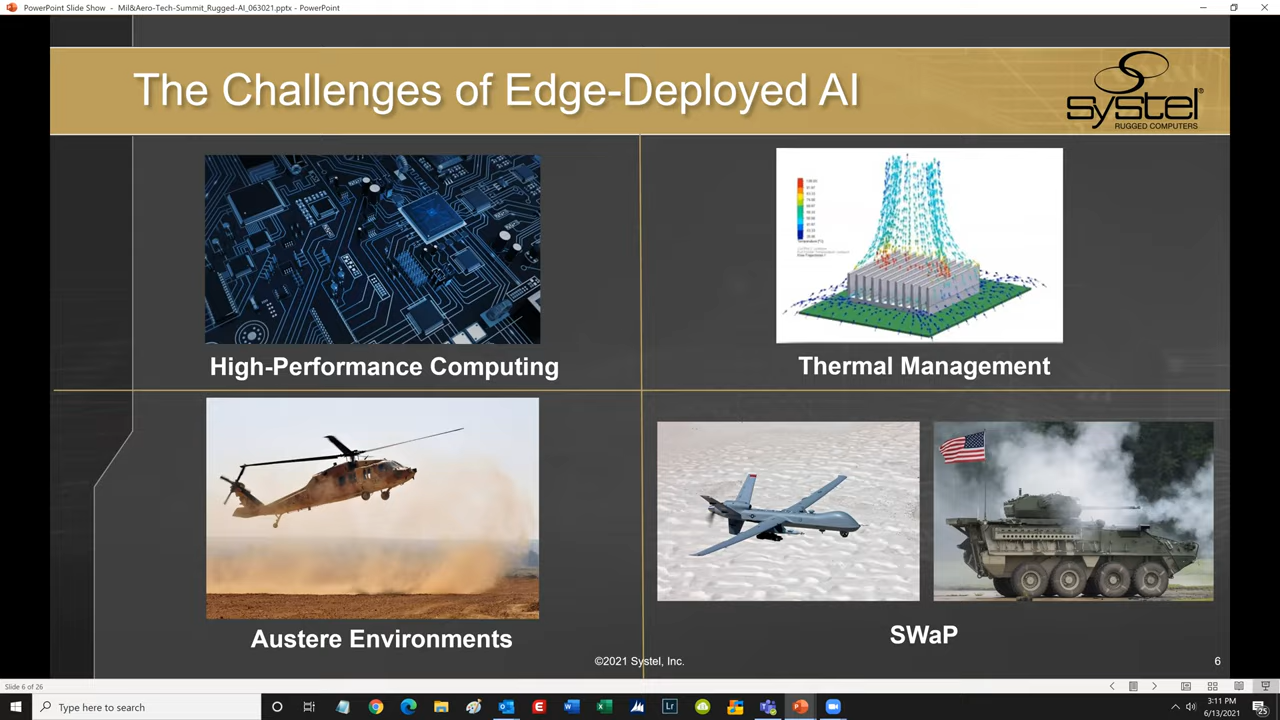 PowerPoint Slide Show - Mil&Aero-Tech-Summit_Rugged-AI_063021.pptx - PowerPoint
The Challenges of Edge-Deployed AI
systel®
RUGGED COMPUTERS
High-Performance Computing
Thermal Management
Austere Environments
SWaP
©2021 Systel, Inc.
6
Slide 6 of 26
Type here to search
3:11 PM
6/13/2021
25